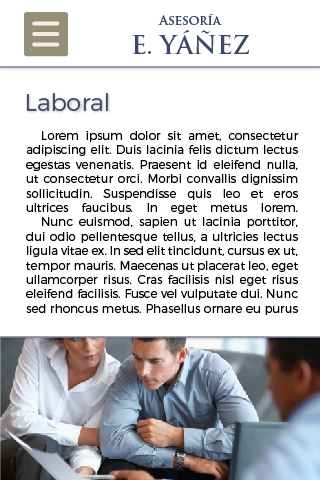 Asesoría
E. YÁÑEZ
Laboral
Lorem ipsum dolor sit amet, consectetur
adipiscing elit. Duis lacinia felis dictum lectus
egestas venenatis. Praesent id eleifend nulla,
ut consectetur orci. Morbi convallis dignissim
sollicitudin. Suspendisse quis leo et eros
ultrices faucibus. In eget metus lorem.
Nunc euismod, sapien ut lacinia porttitor,
dui odio pellentesque tellus, a ultricies lectus
ligula vitae ex. In sed elit tincidunt, cursus ex ut,
tempor mauris. Maecenas ut placerat leo, eget
ullamcorper risus. Cras facilisis nisl eget risus
eleifend facilisis. Fusce vel vulputate dui. Nunc
sed rhoncus metus. Phasellus ornare eu purus